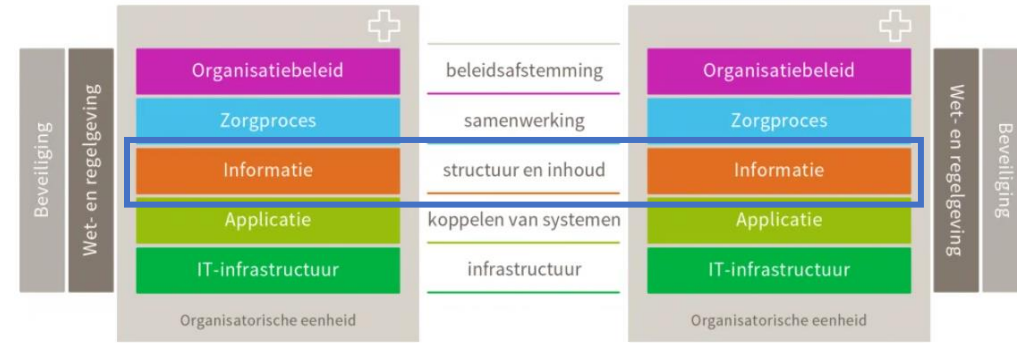 Beveiliging
Wet- en regelgeving
Organisatiebeleid
Zorgproces
Informatie
Applicatie
IT-infrastructuur
Organisatorische eenheid
beleidsafstemming
samenwerking
structuur en inhoud
koppelen van systemen
infrastructuur
Organisatiebeleid
Zorgproces
Informatie
Applicatie
IT-infrastructuur
Organisatorische eenheid
Wet- en regelgeving
Beveiliging